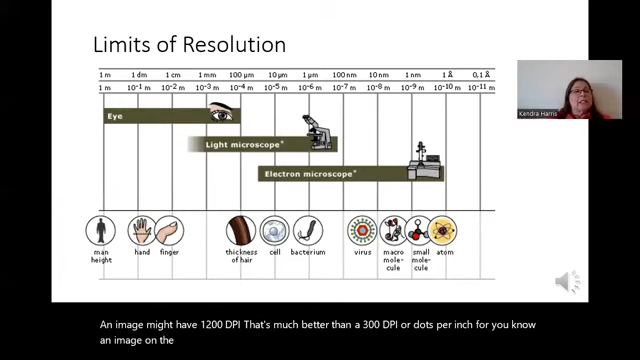 Limits of Resolution
1 m 1 dm 1 cm 1 mm 100 µm 10 µm 1 µm 100 nm 10 nm 1 nm 1 Å 0,1 Å
1 m 10⁻¹ m 10⁻² m 10⁻³ m 10⁻⁴ m 10⁻⁵ m 10⁻⁶ m 10⁻⁷ m 10⁻⁸ m 10⁻⁹ m 10⁻¹⁰ m 10⁻¹¹ m
Kendra Harris
Eye
Light microscope*
Electron microscope*
man hand finger thickness cell bacterium virus macro small atom
height of hair mole- mole-
cule cule
An image might have 1200 DPI That's much better than a 300 DPI or dots per inch for you know
an image on the